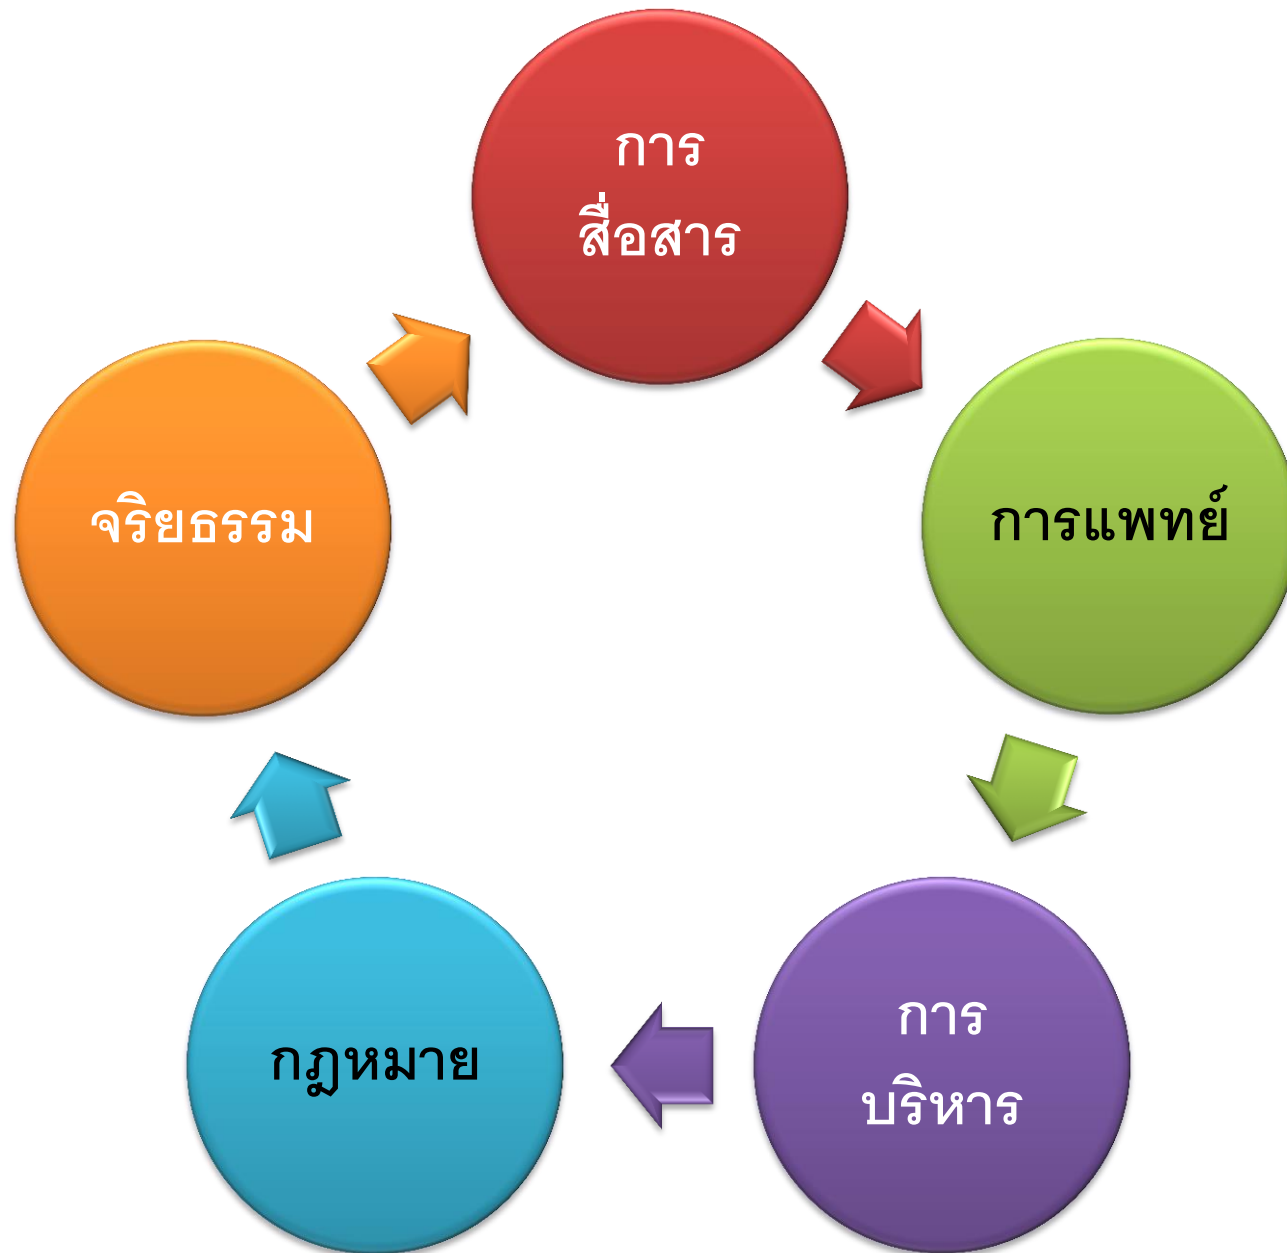 การ
สื่อสาร
การแพทย์
การ
บริหาร
กฎหมาย
จริยธรรม